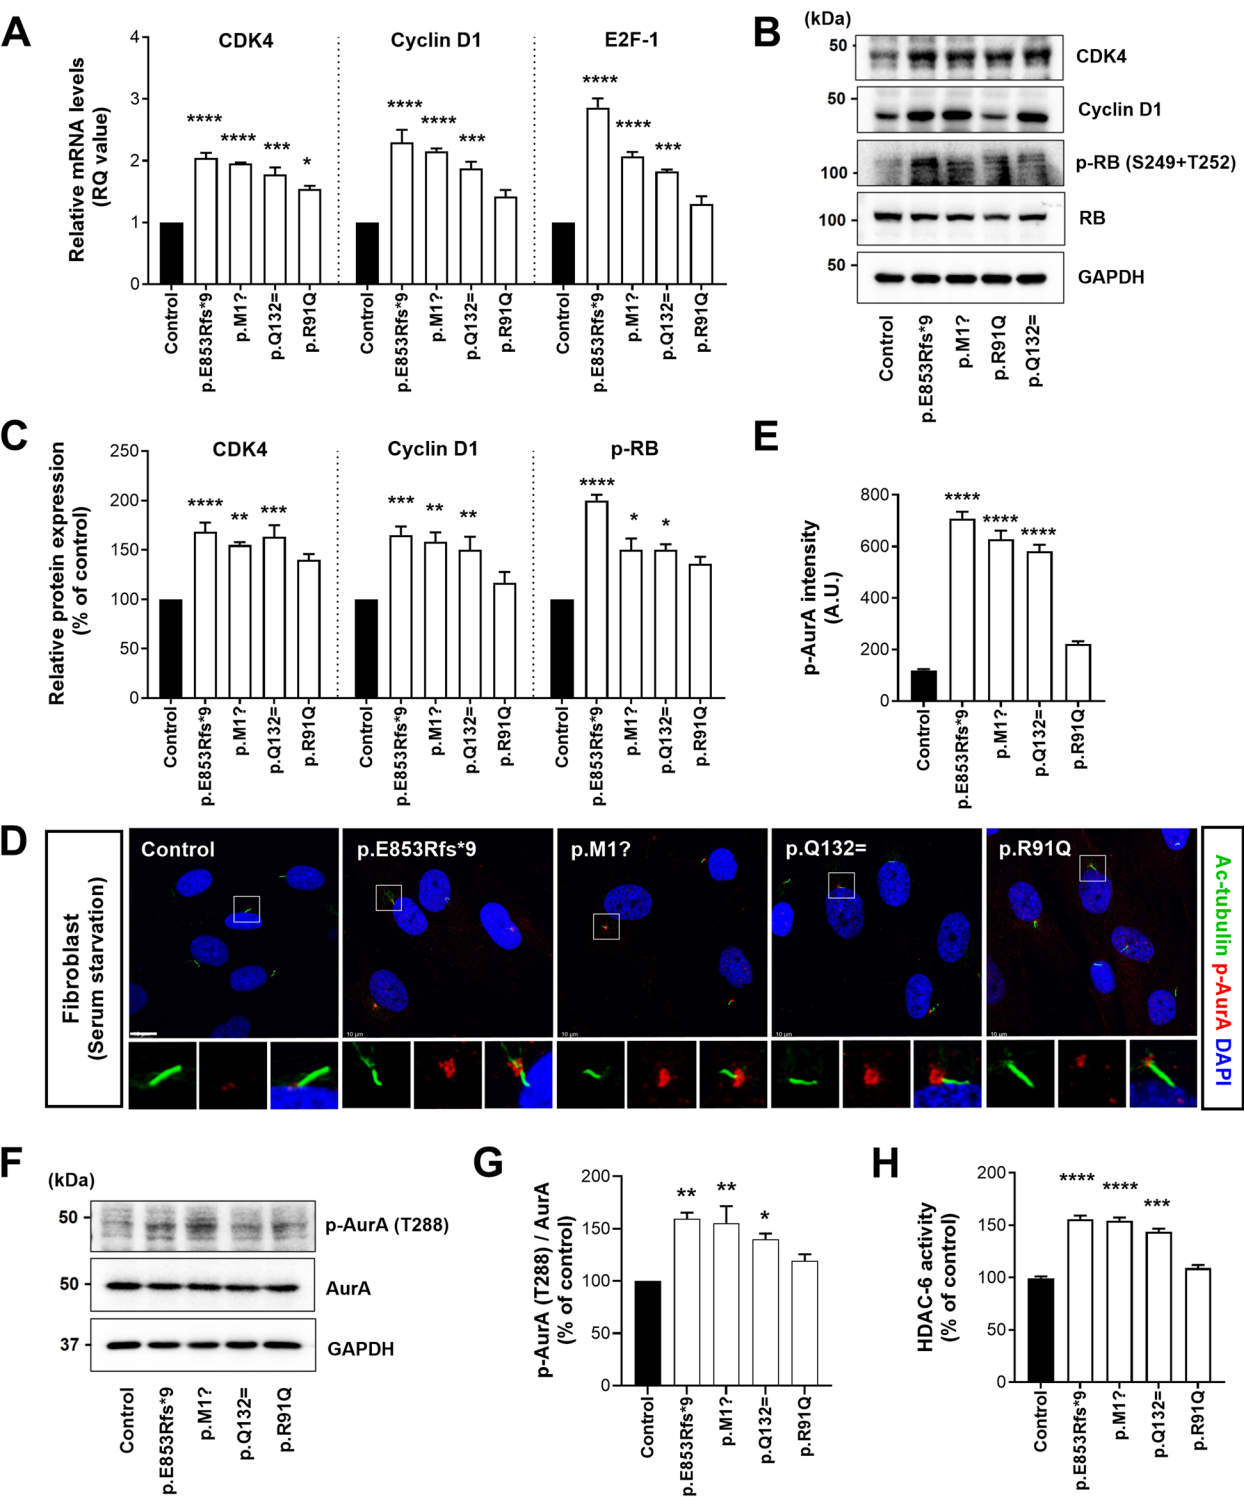 A
CDK4
Cyclin D1
E2F-1
Relative mRNA levels
(RQ value)
4
3
2
1
0
****
****
***
*
****
****
***
****
****
***
Control
p.E853Rfs*9
p.M1?
p.Q132=
p.R91Q
Control
p.E853Rfs*9
p.M1?
p.Q132=
p.R91Q
Control
p.E853Rfs*9
p.M1?
p.Q132=
p.R91Q
B
(kDa)
50
CDK4
50
Cyclin D1
100
p-RB (S249+T252)
100
RB
50
GAPDH
Control
p.E853Rfs*9
p.M1?
p.R91Q
p.Q132=
C
CDK4
Cyclin D1
p-RB
Relative protein expression
(% of control)
250
200
150
100
50
0
****
**
***
***
**
**
****
*
*
Control
p.E853Rfs*9
p.M1?
p.Q132=
p.R91Q
Control
p.E853Rfs*9
p.M1?
p.Q132=
p.R91Q
Control
p.E853Rfs*9
p.M1?
p.Q132=
p.R91Q
E
p-AurA intensity
(A.U.)
800
600
400
200
0
****
****
****
Control
p.E853Rfs*9
p.M1?
p.Q132=
p.R91Q
D
Fibroblast
(Serum starvation)
Control
p.E853Rfs*9
p.M1?
p.Q132=
p.R91Q
10 µm
10 µm
10 µm
10 µm
Ac-tubulin p-AurA DAPI
F
(kDa)
50
p-AurA (T288)
50
AurA
37
GAPDH
Control
p.E853Rfs*9
p.M1?
p.Q132=
p.R91Q
G
p-AurA (T288) / AurA
(% of control)
200
150
100
50
0
**
**
*
Control
p.E853Rfs*9
p.M1?
p.Q132=
p.R91Q
H
HDAC-6 activity
(% of control)
200
150
100
50
0
****
****
***
Control
p.E853Rfs*9
p.M1?
p.Q132=
p.R91Q